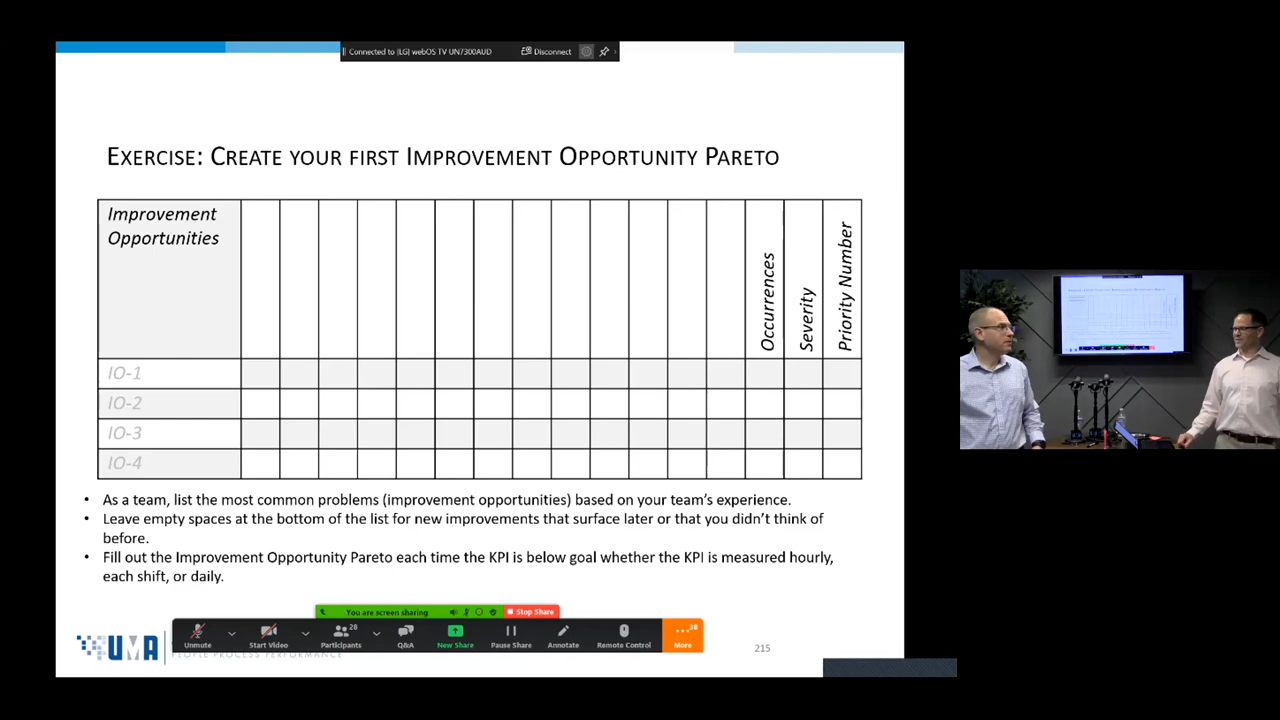 Connected to (LG) webOS TV UN7300AUD Disconnect
EXERCISE: CREATE YOUR FIRST IMPROVEMENT OPPORTUNITY PARETO
Improvement
Opportunities
Occurrences
Severity
Priority Number
IO-1
IO-2
IO-3
IO-4
• As a team, list the most common problems (improvement opportunities) based on your team's experience.
• Leave empty spaces at the bottom of the list for new improvements that surface later or that you didn't think of
before.
• Fill out the Improvement Opportunity Pareto each time the KPI is below goal whether the KPI is measured hourly,
each shift, or daily.
You are screen sharing Stop Share
28 38
Unmute Start Video Participants Q&A New Share Pause Share Annotate Remote Control More
UMA
PEOPLE PROCESS PERFORMANCE
215